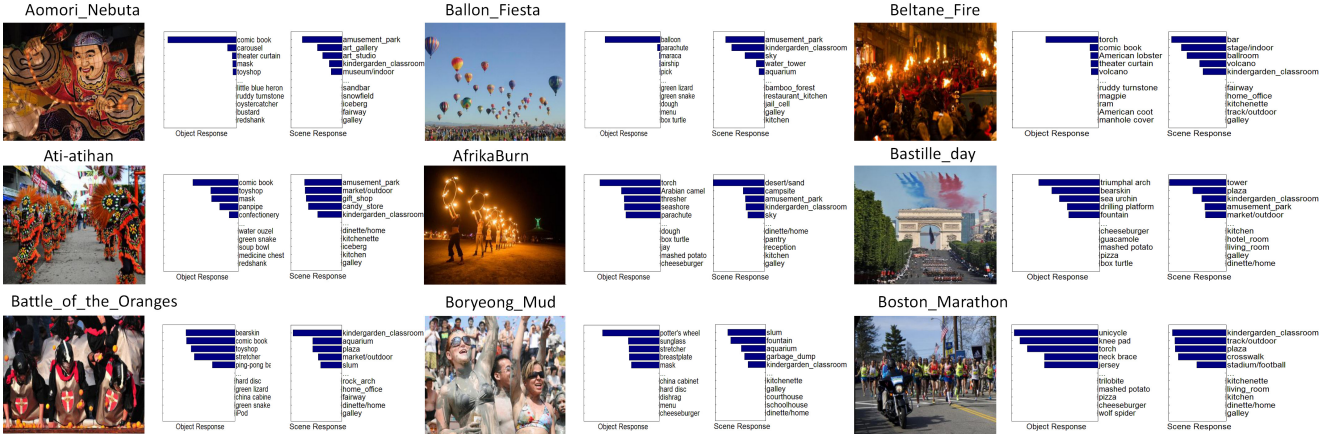 Aomori_Nebuta
comic book
carousel
theater curtain
mask
toyshop
...
little blue heron
ruddy turnstone
oystercatcher
bustard
redshank
Object Response
amusement_park
art_gallery
art_studio
kindergarden_classroom
museum/indoor
...
sandbar
snowfield
iceberg
fairway
galley
Scene Response
Ballon_Fiesta
balloon
parachute
maraca
airship
pick
...
green lizard
green snake
dough
menu
box turtle
Object Response
amusement_park
kindergarden_classroom
sky
water_tower
aquarium
...
bamboo_forest
restaurant_kitchen
jail_cell
galley
kitchen
Scene Response
Beltane_Fire
torch
comic book
American lobster
theater curtain
volcano
...
ruddy turnstone
magpie
ram
American coot
manhole cover
Object Response
bar
stage/indoor
ballroom
volcano
kindergarden_classroom
...
fairway
home_office
kitchenette
track/outdoor
galley
Scene Response
Ati-atihan
comic book
toyshop
mask
panpipe
confectionery
...
water ouzel
green snake
soup bowl
medicine chest
redshank
Object Response
amusement_park
market/outdoor
gift_shop
candy_store
kindergarden_classroom
...
dinette/home
kitchenette
iceberg
kitchen
galley
Scene Response
AfrikaBurn
torch
Arabian camel
thresher
seashore
parachute
...
dough
box turtle
jay
mashed potato
cheeseburger
Object Response
desert/sand
campsite
amusement_park
kindergarden_classroom
sky
...
dinette/home
pantry
reception
kitchen
galley
Scene Response
Bastille_day
triumphal arch
bearskin
sea urchin
drilling platform
fountain
...
cheeseburger
guacamole
mashed potato
pizza
box turtle
Object Response
tower
plaza
kindergarden_classroom
amusement_park
market/outdoor
...
kitchen
hotel_room
living_room
galley
dinette/home
Scene Response
Battle_of_the_Oranges
bearskin
comic book
toyshop
stretcher
ping-pong ba
...
hard disc
green lizard
china cabine
green snake
iPod
Object Response
kindergarden_classroom
aquarium
plaza
market/outdoor
slum
...
rock_arch
home_office
fairway
dinette/home
galley
Scene Response
Boryeong_Mud
potter's wheel
sunglass
stretcher
breastplate
mask
...
china cabinet
hard disc
dishrag
menu
cheeseburger
Object Response
slum
fountain
aquarium
garbage_dump
kindergarden_classroom
...
kitchenette
galley
courthouse
schoolhouse
dinette/home
Scene Response
Boston_Marathon
unicycle
knee pad
torch
neck brace
jersey
...
trilobite
mashed potato
pizza
cheeseburger
wolf spider
Object Response
kindergarden_classroom
track/outdoor
plaza
crosswalk
stadium/football
...
kitchenette
living_room
kitchen
dinette/home
galley
Scene Response